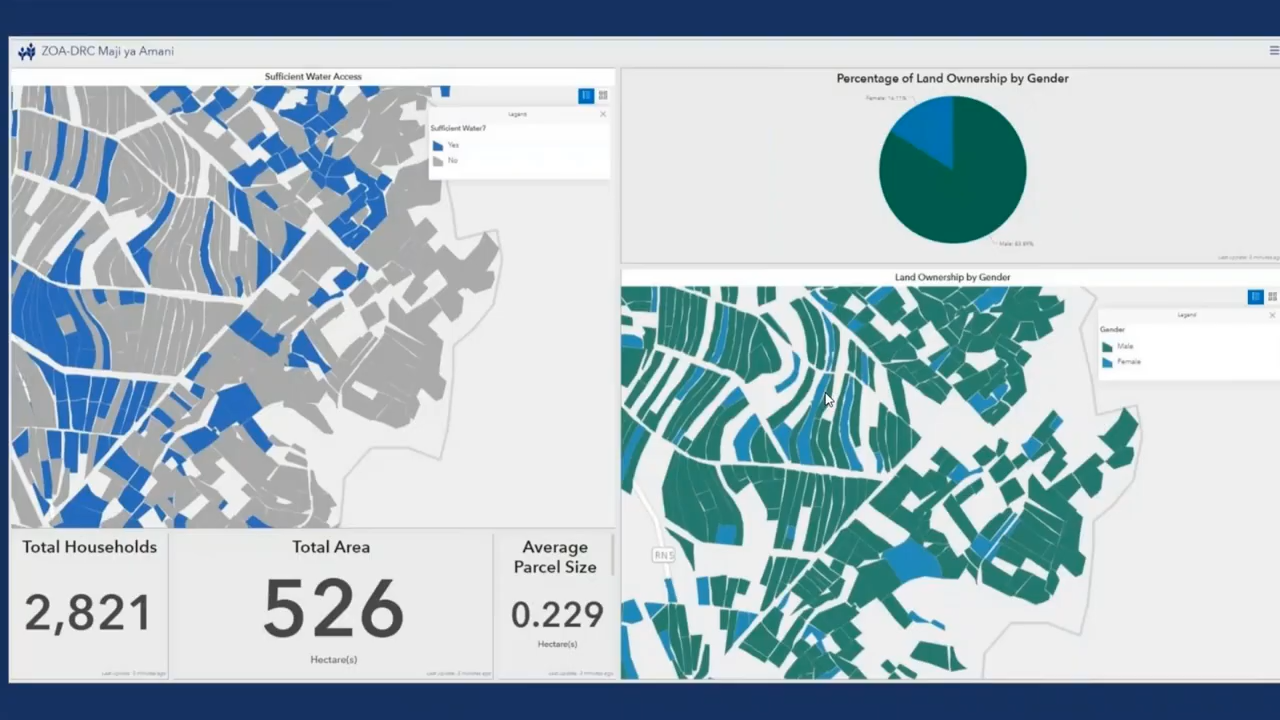 ZOA-DRC Maji ya Amani
Sufficient Water Access
Legend
Sufficient Water?
Yes
No
Total Households
2,821
Total Area
526
Hectare(s)
Average
Parcel Size
0.229
Hectare(s)
Percentage of Land Ownership by Gender
Female:
Male:
Land Ownership by Gender
Legend
Gender
Male
Female
RN5